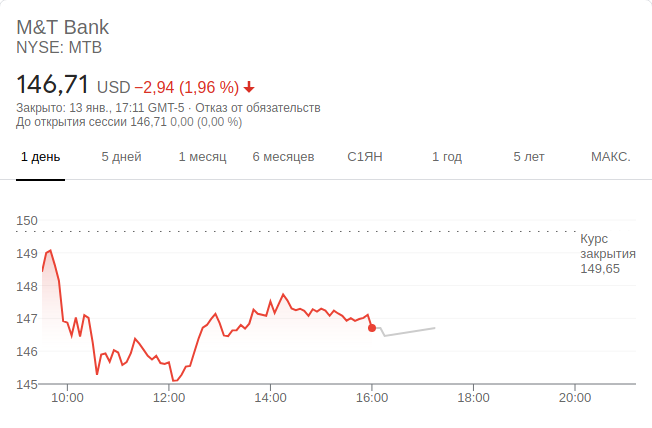 M&T Bank
NYSE: MTB
146,71 USD −2,94 (1,96 %)
Закрыто: 13 янв., 17:11 GMT-5 · Отказ от обязательств
До открытия сессии 146,71 0,00 (0,00 %)
1 день 5 дней 1 месяц 6 месяцев С1ЯН 1 год 5 лет МАКС.
150
Курс
закрытия
149,65
149
148
147
146
145
10:00 12:00 14:00 16:00 18:00 20:00